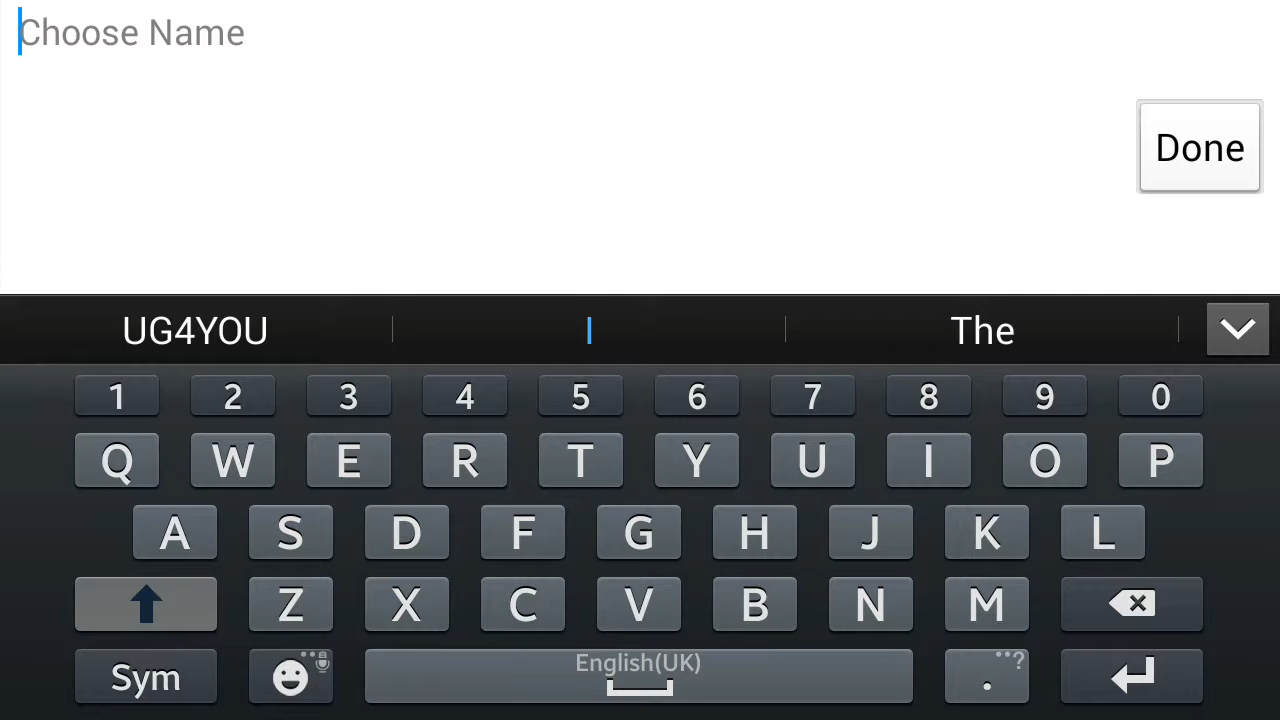 Choose Name
Done
UG4YOU I The
1 2 3 4 5 6 7 8 9 0
Q W E R T Y U I O P
A S D F G H J K L
Z X C V B N M
Sym English(UK) . ?